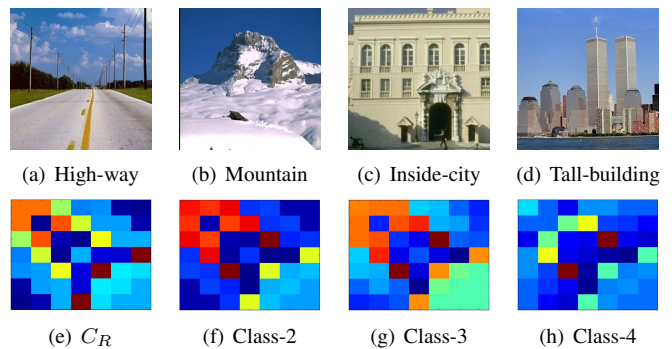 (a) High-way (b) Mountain (c) Inside-city (d) Tall-building
(e) C_R (f) Class-2 (g) Class-3 (h) Class-4